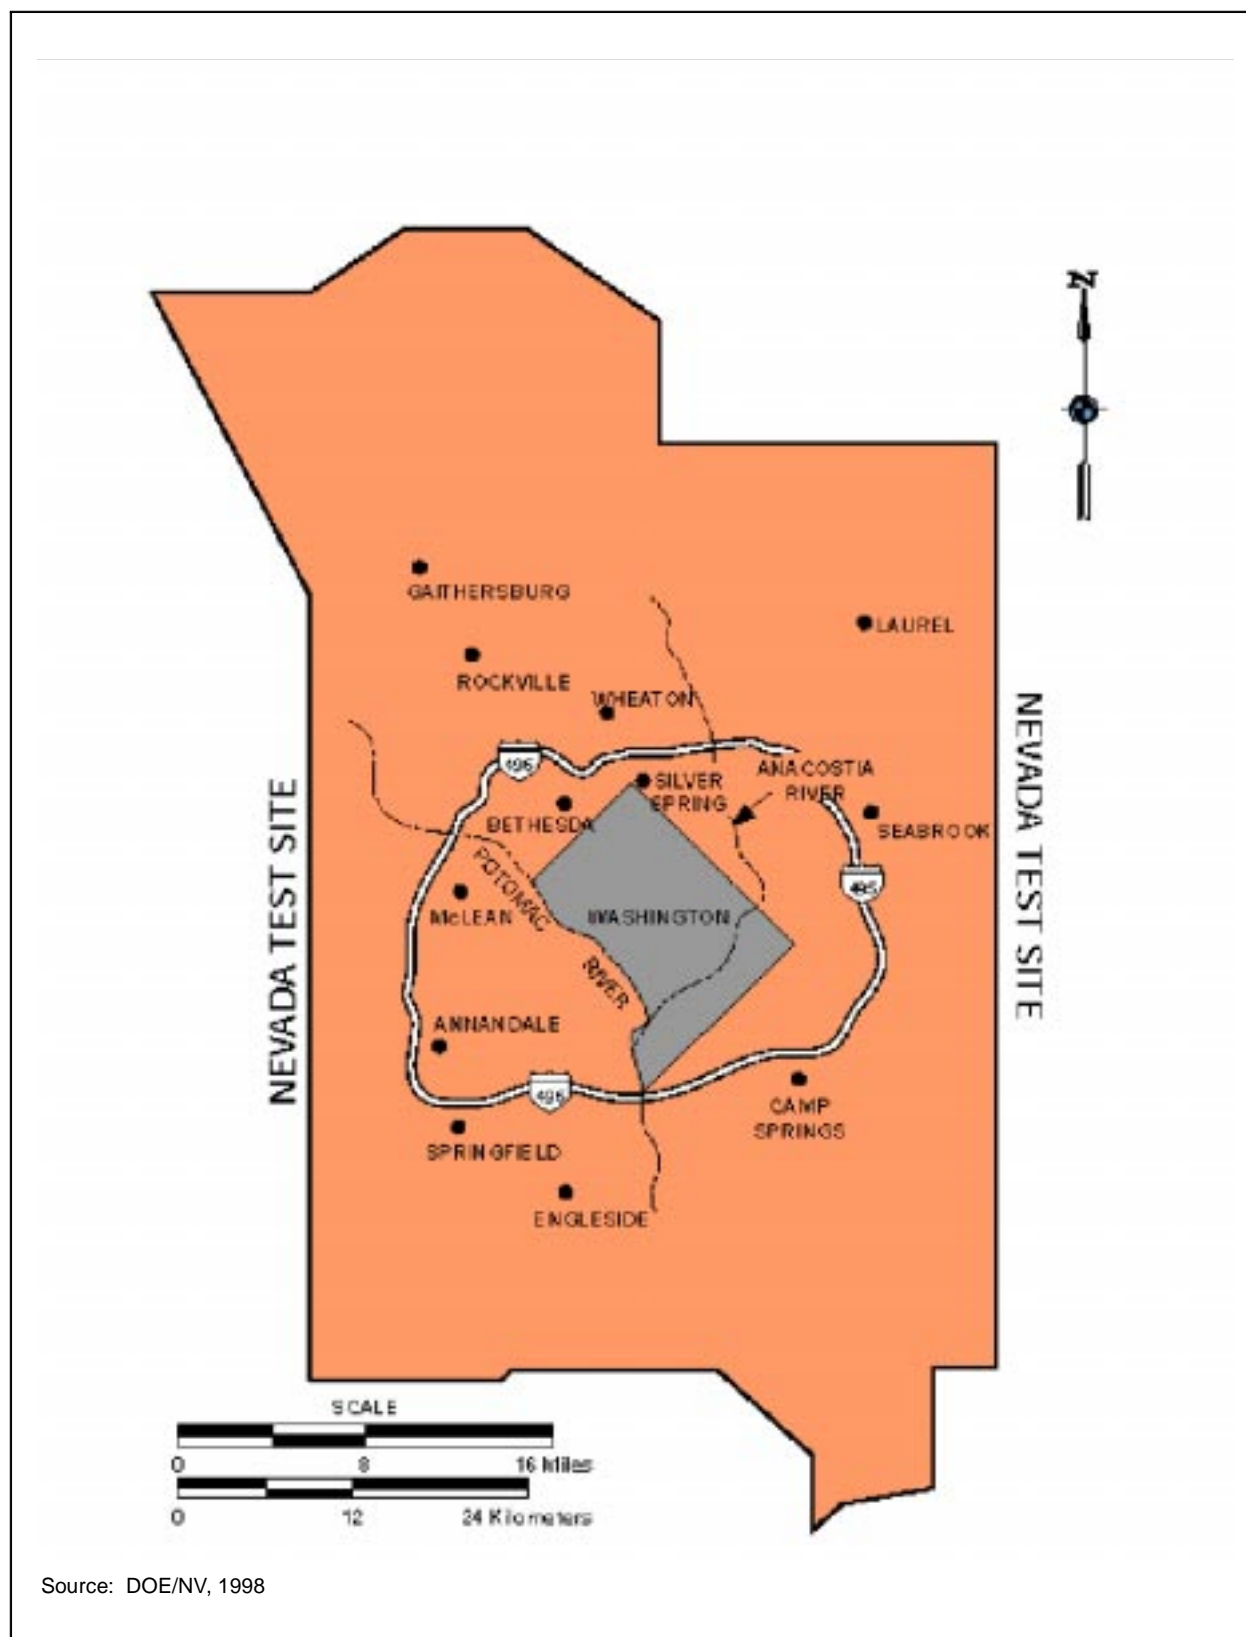 N
GAITHERSBURG
LAUREL
ROCKVILLE
WHEATON
NEVADA TEST SITE
NEVADA TEST SITE
495
ANACOSTIA
RIVER
SILVER
SPRING
BETHESDA
SEABROOK
POTOMAC
RIVER
495
McLEAN
WASHINGTON
ANNANDALE
495
CAMP
SPRINGS
SPRINGFIELD
ENGLESIDE
SCALE
0 8 16 Miles
0 12 24 Kilometers
Source: DOE/NV, 1998